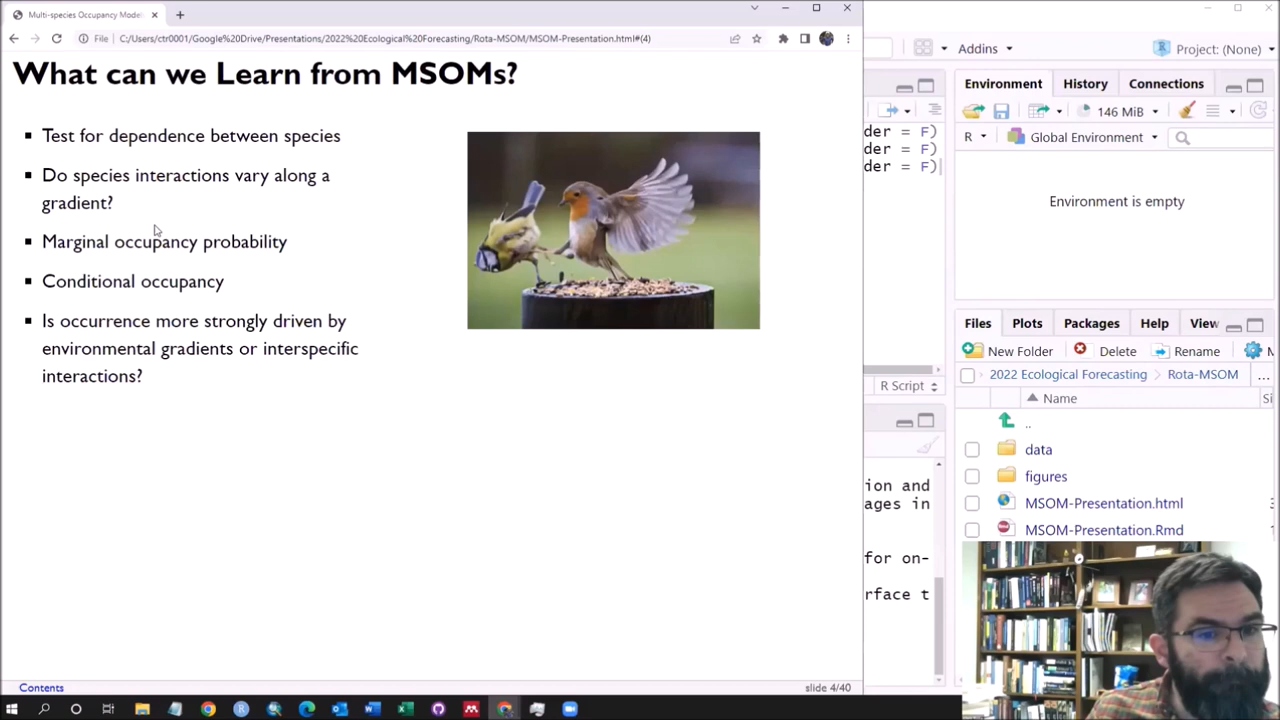 Multi-species Occupancy Model
File C:/Users/ctr0001/Google%20Drive/Presentations/2022%20Ecological%20Forecasting/Rota-MSOM/MSOM-Presentation.html#(4)
What can we Learn from MSOMs?
Test for dependence between species
Do species interactions vary along a
gradient?
Marginal occupancy probability
Conditional occupancy
Is occurrence more strongly driven by
environmental gradients or interspecific
interactions?
Contents
slide 4/40
Addins
Project: (None)
der = F)
der = F)
der = F)
R Script
ion and
ages in
for on-
rface t
Environment History Connections
146 MiB
R Global Environment
Environment is empty
Files Plots Packages Help View
New Folder Delete Rename M
2022 Ecological Forecasting > Rota-MSOM ...
Name Si
..
data
figures
MSOM-Presentation.html
MSOM-Presentation.Rmd